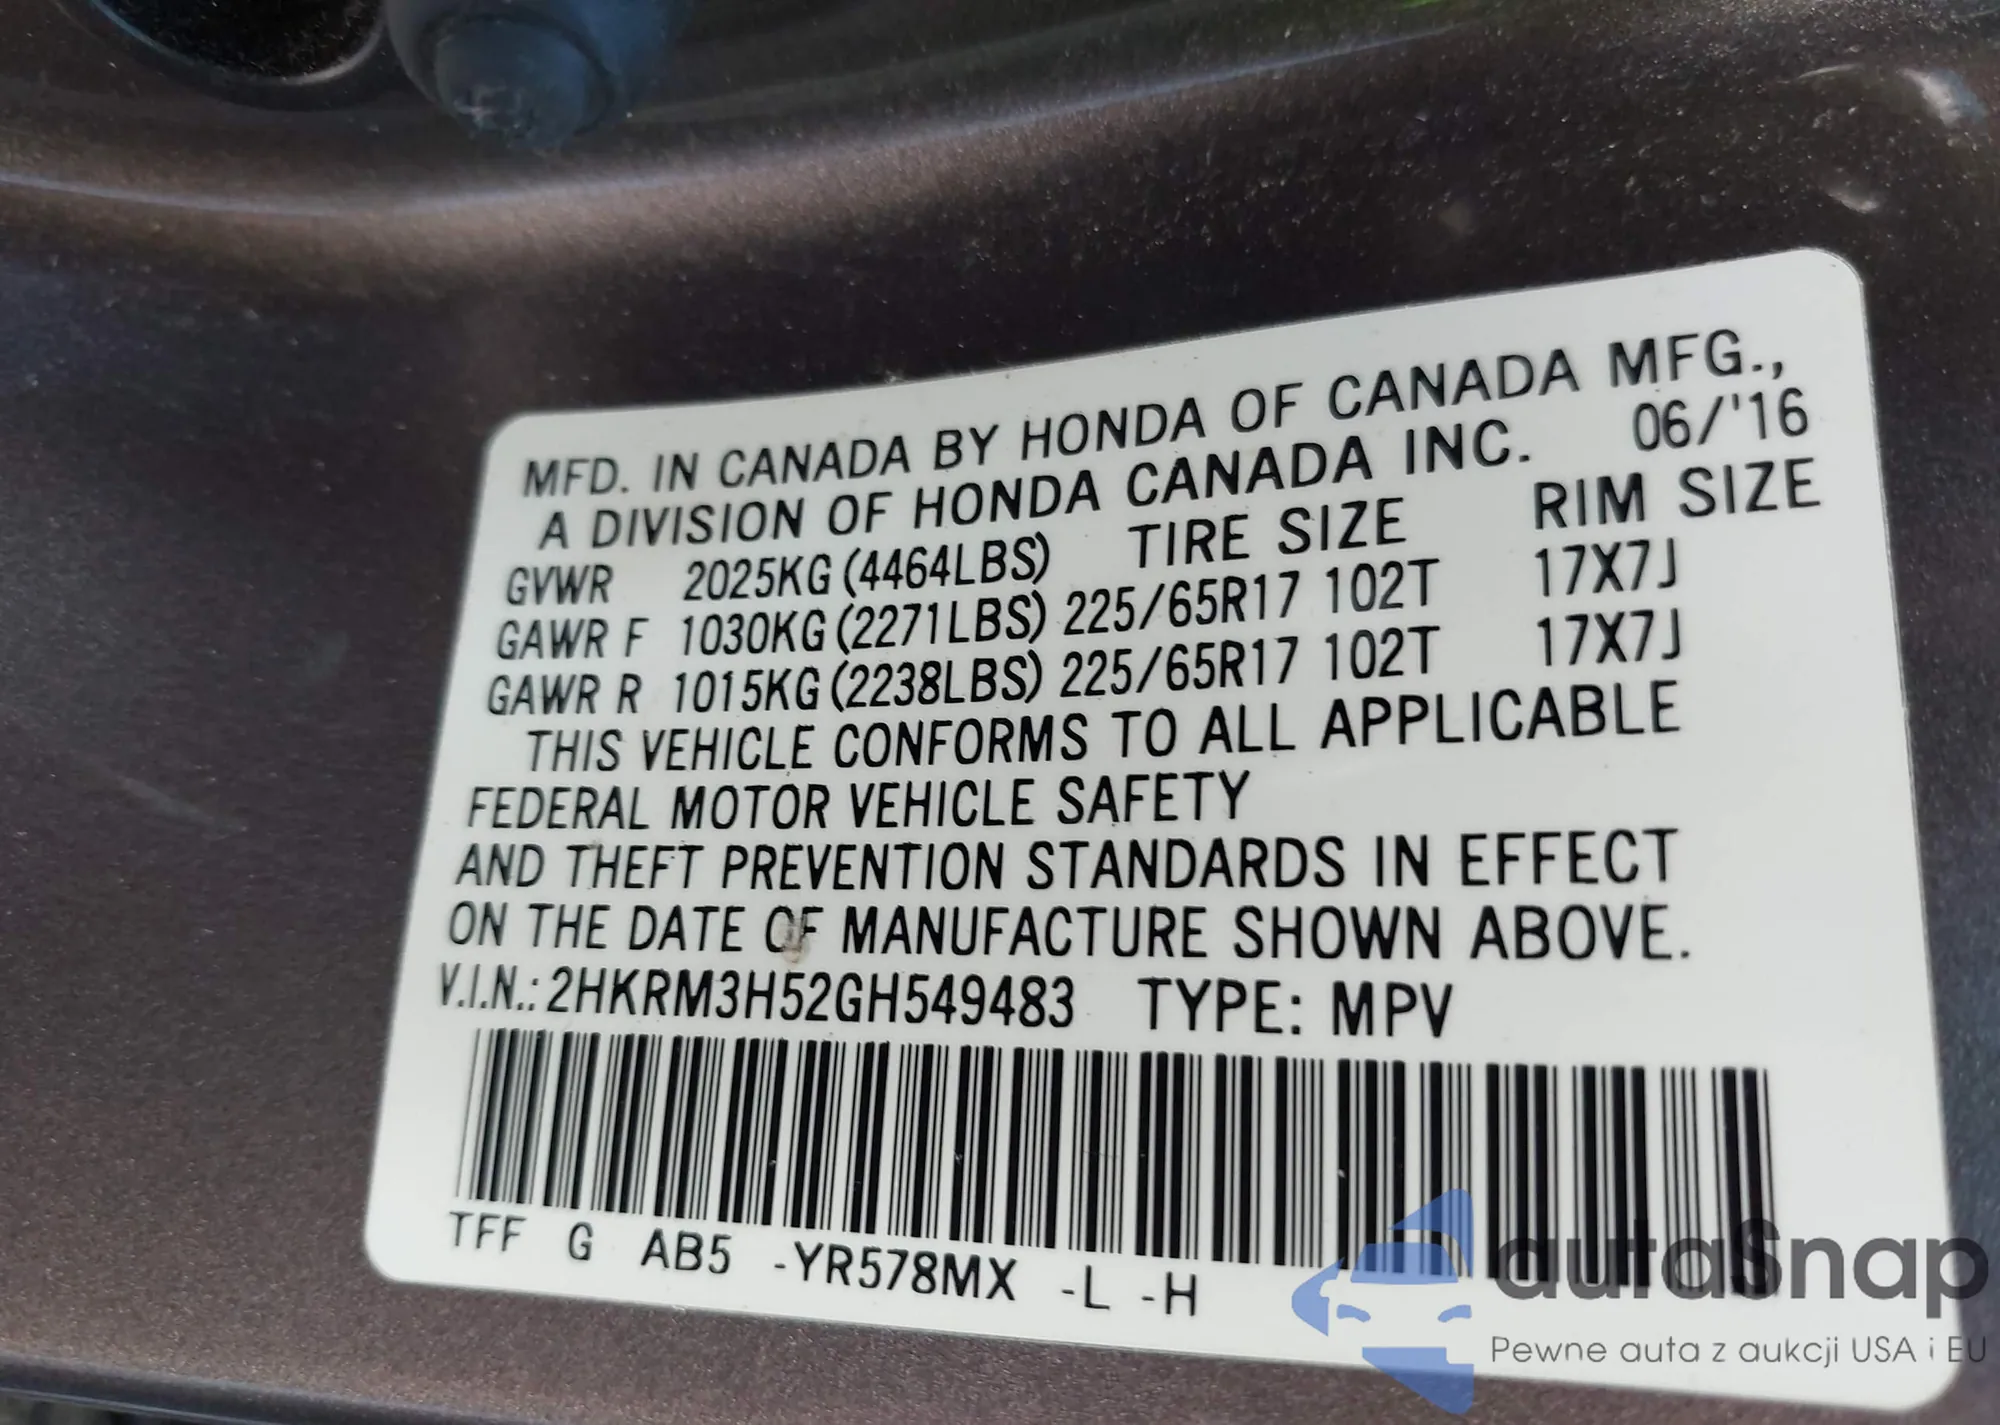 MFD. IN CANADA BY HONDA OF CANADA MFG.,
A DIVISION OF HONDA CANADA INC. 06/'16
GVWR 2025KG (4464LBS) TIRE SIZE RIM SIZE
GAWR F 1030KG (2271LBS) 225/65R17 102T 17X7J
GAWR R 1015KG (2238LBS) 225/65R17 102T 17X7J
THIS VEHICLE CONFORMS TO ALL APPLICABLE
FEDERAL MOTOR VEHICLE SAFETY
AND THEFT PREVENTION STANDARDS IN EFFECT
ON THE DATE OF MANUFACTURE SHOWN ABOVE.
V.I.N.: 2HKRM3H52GH549483 TYPE: MPV
TFF G AB5 -YR578MX -L -H
autaSnap
Pewne auta z aukcji USA i EU